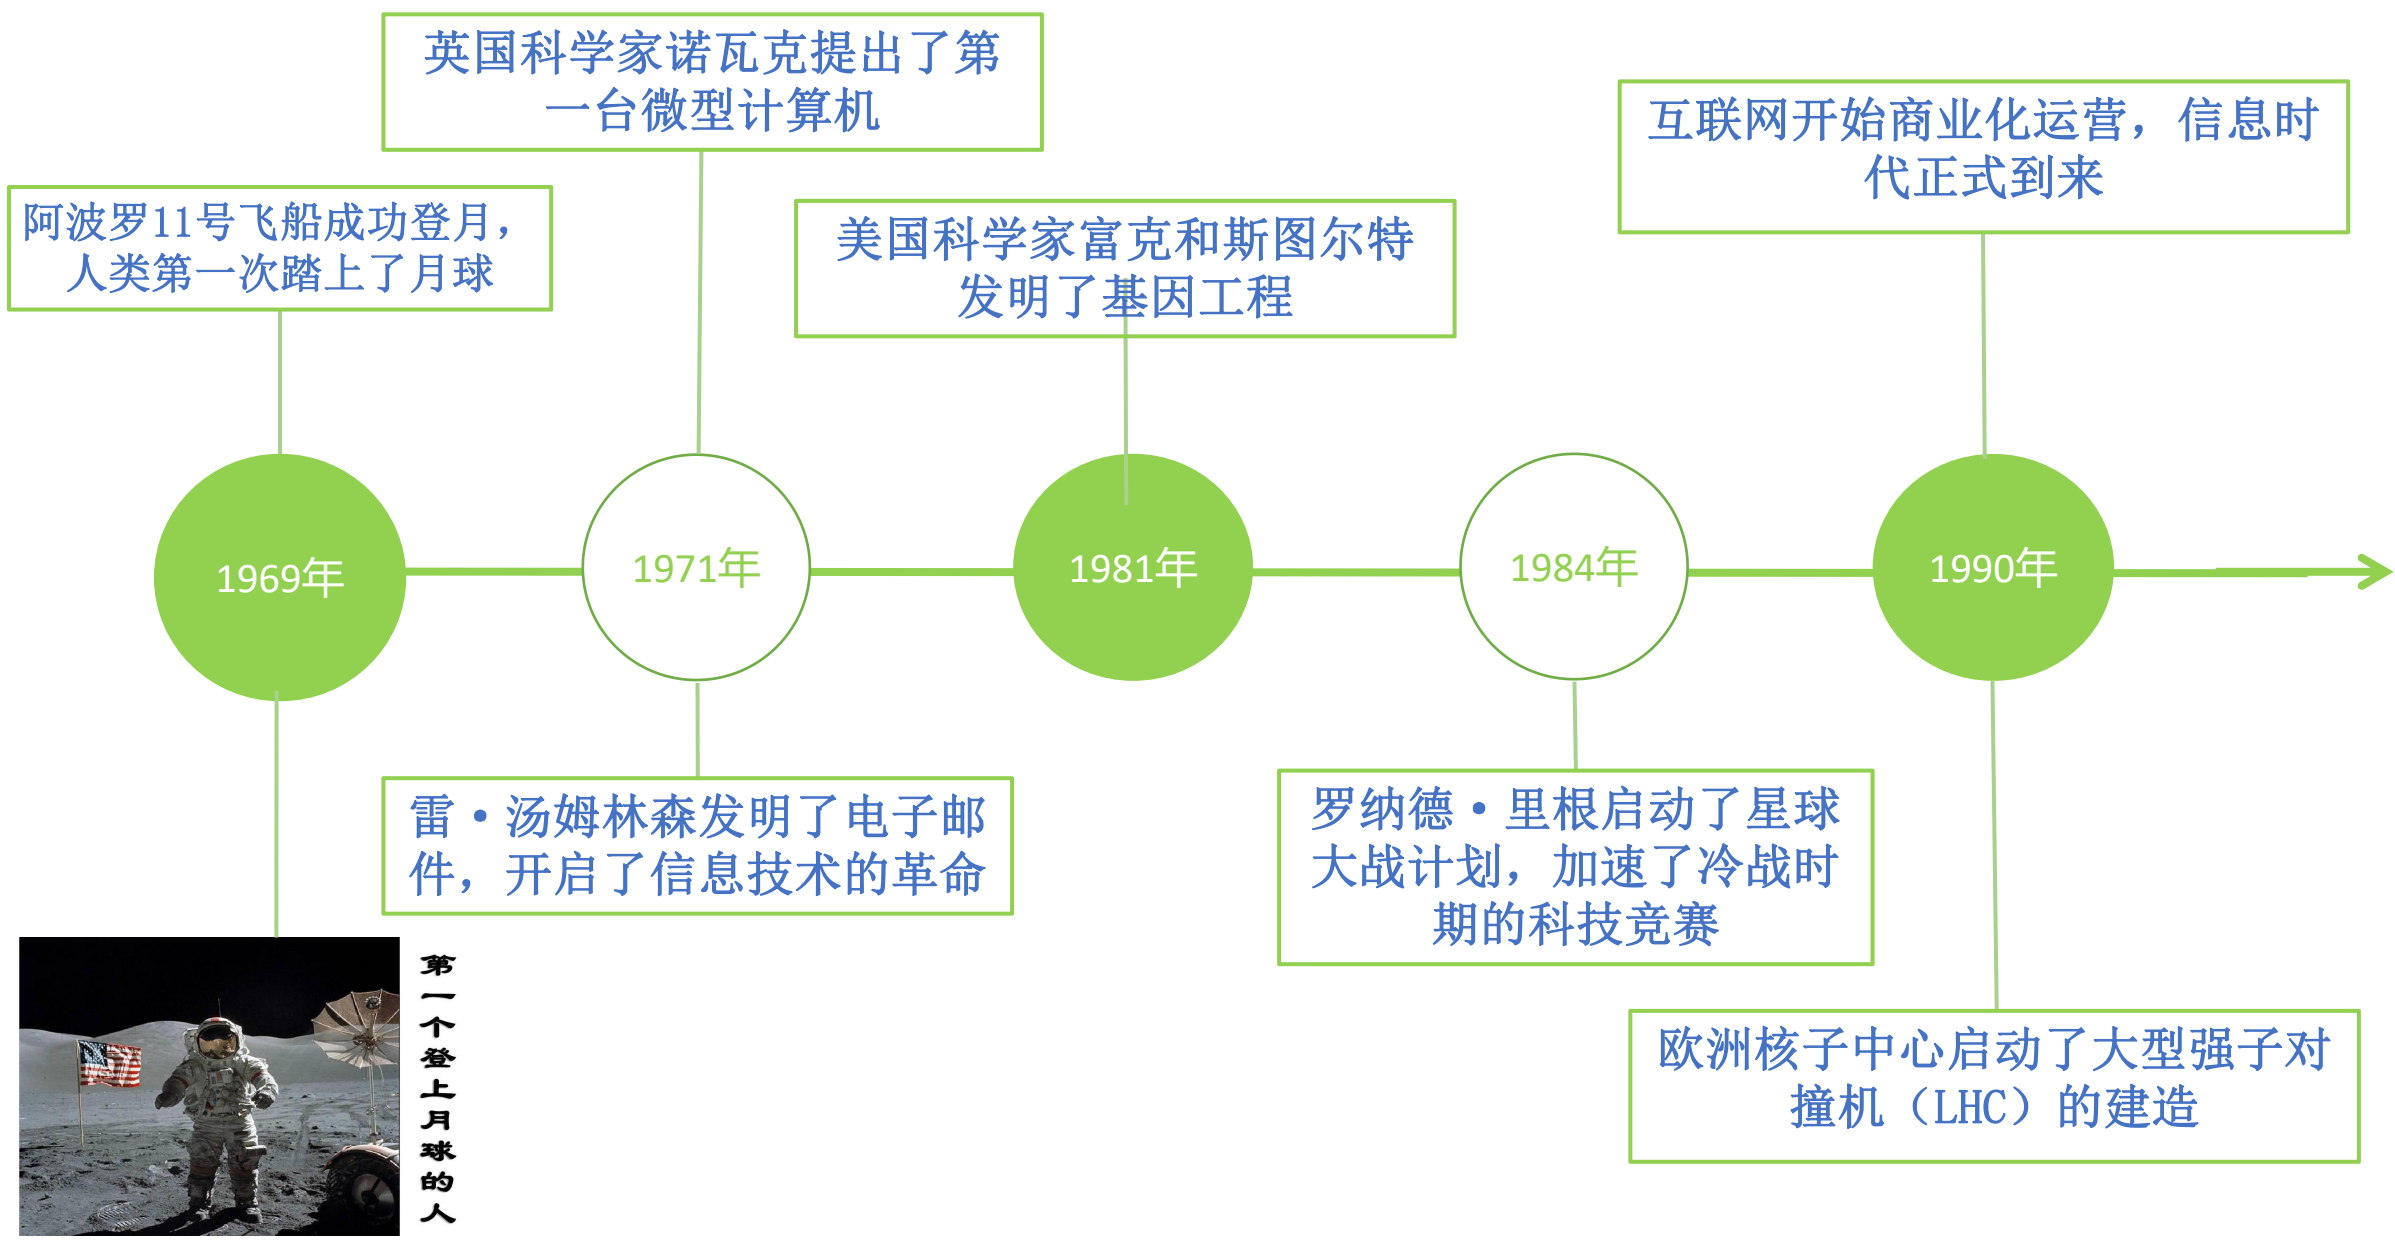 英国科学家诺瓦克提出了第
一台微型计算机
互联网开始商业化运营，信息时
代正式到来
阿波罗11号飞船成功登月，
人类第一次踏上了月球
美国科学家富克和斯图尔特
发明了基因工程
1969年
1971年
1981年
1984年
1990年
雷·汤姆林森发明了电子邮
件，开启了信息技术的革命
罗纳德·里根启动了星球
大战计划，加速了冷战时
期的科技竞赛
第一个登上月球的人
欧洲核子中心启动了大型强子对
撞机（LHC）的建造